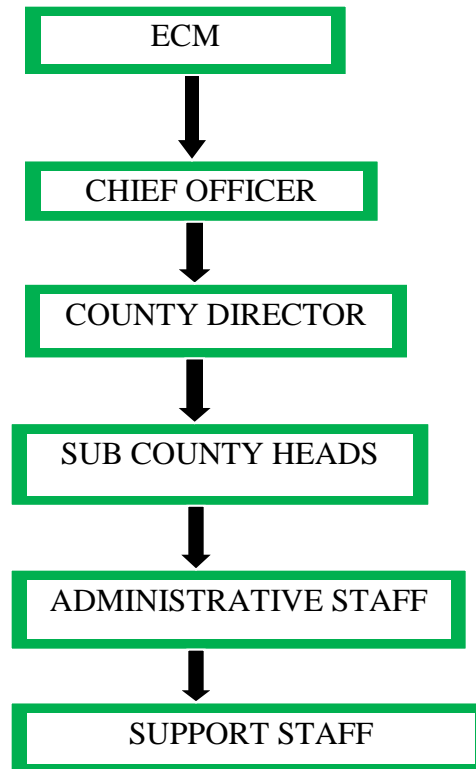 ECM
CHIEF OFFICER
COUNTY DIRECTOR
SUB COUNTY HEADS
ADMINISTRATIVE STAFF
SUPPORT STAFF